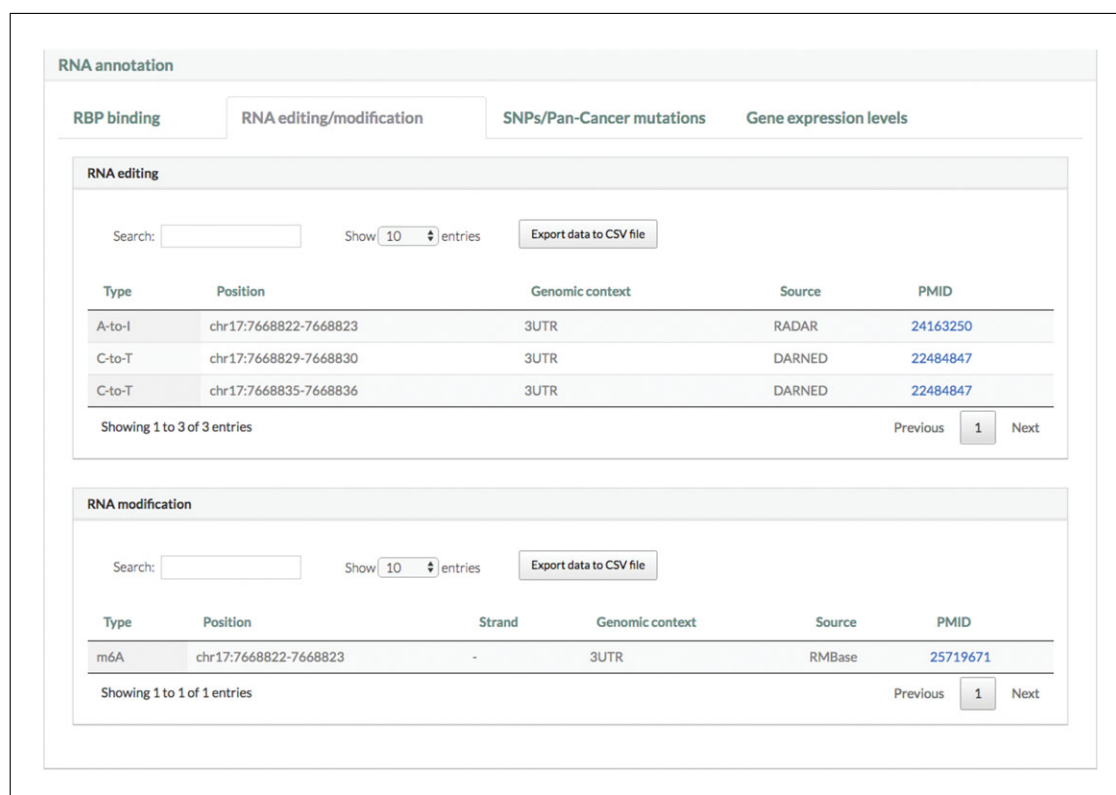 RNA annotation
RBP binding RNA editing/modification SNPs/Pan-Cancer mutations Gene expression levels
RNA editing
Search: Show 10 entries Export data to CSV file
Type Position Genomic context Source PMID
A-to-I chr17:7668822-7668823 3UTR RADAR 24163250
C-to-T chr17:7668829-7668830 3UTR DARNED 22484847
C-to-T chr17:7668835-7668836 3UTR DARNED 22484847
Showing 1 to 3 of 3 entries Previous 1 Next
RNA modification
Search: Show 10 entries Export data to CSV file
Type Position Strand Genomic context Source PMID
m6A chr17:7668822-7668823 - 3UTR RMBase 25719671
Showing 1 to 1 of 1 entries Previous 1 Next